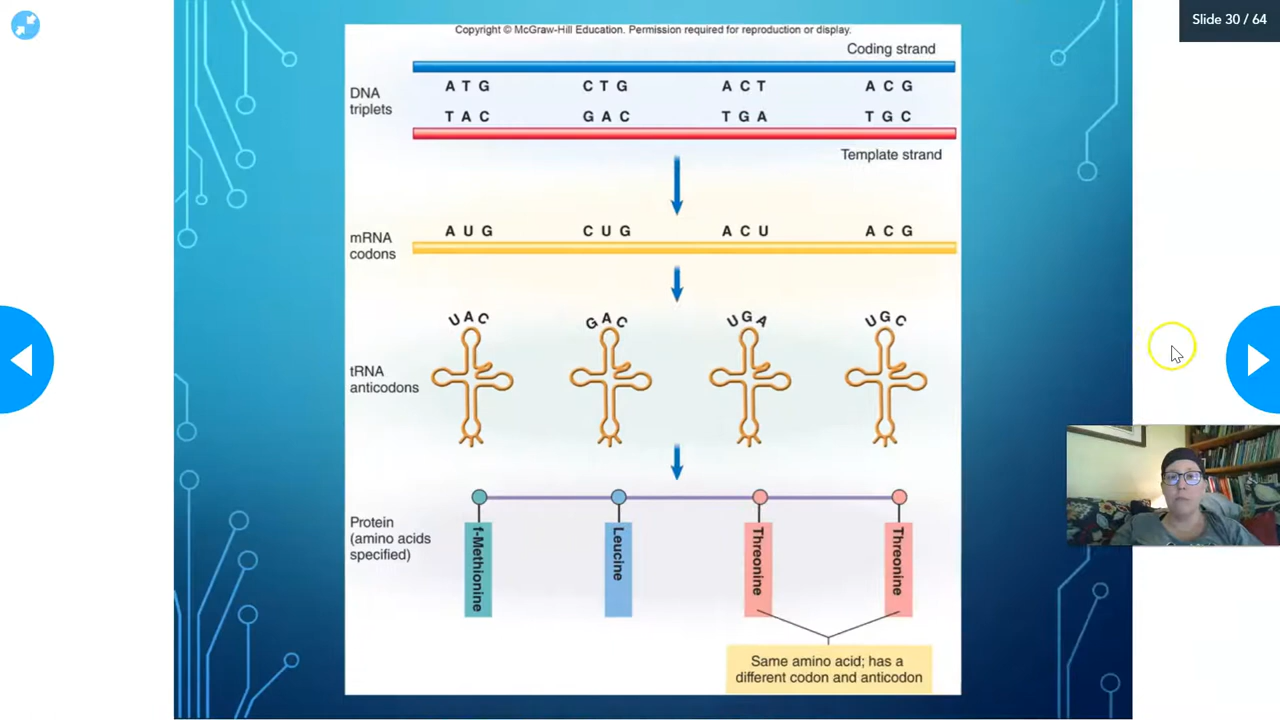 Slide 30 / 64
Copyright © McGraw-Hill Education. Permission required for reproduction or display.
Coding strand
DNA
triplets
A T G C T G A C T A C G
T A C G A C T G A T G C
Template strand
mRNA
codons
A U G C U G A C U A C G
tRNA
anticodons
U A C G A C U G A U G C
Protein
(amino acids
specified)
f-Methionine
Leucine
Threonine
Threonine
Same amino acid; has a
different codon and anticodon